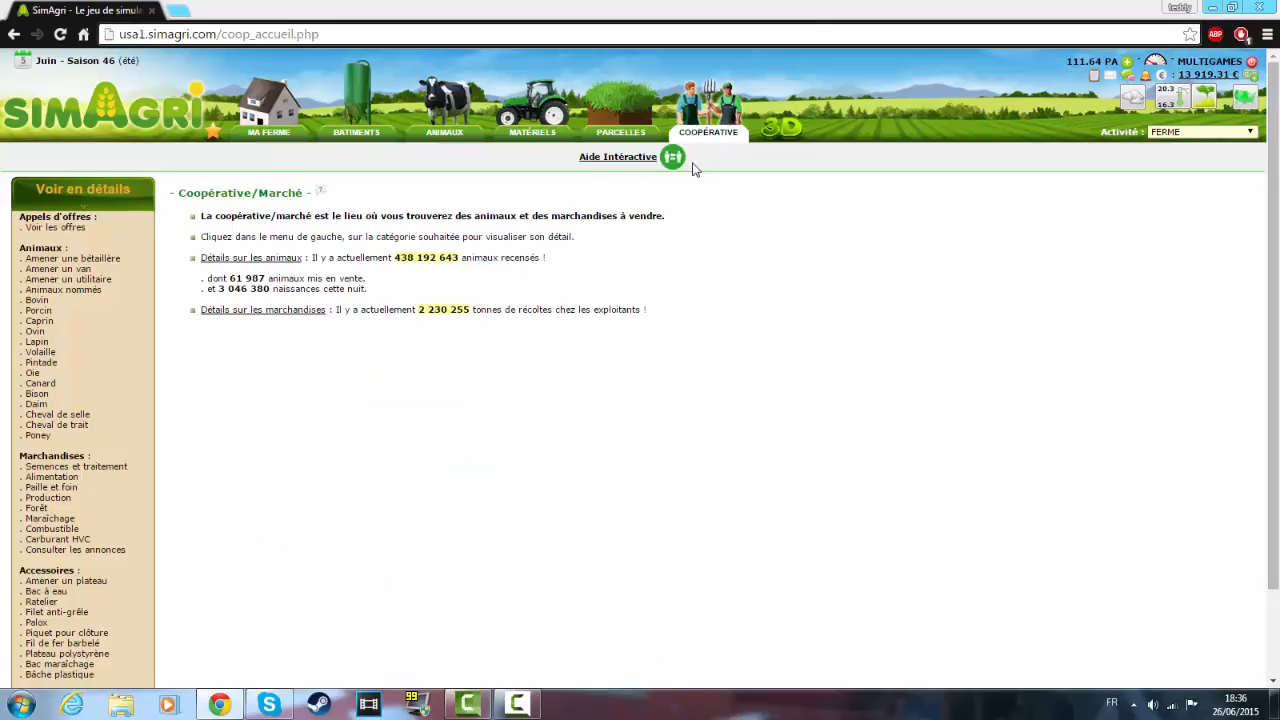 SimAgri - Le jeu de simula
teddy
usa1.simagri.com/coop_accueil.php
ABP
5
Juin - Saison 46 (été)
111.64 PA
MULTIGAMES
13 919.31 €
SIMAGRI
20.3
16.3
MA FERME
BATIMENTS
ANIMAUX
MATÉRIELS
PARCELLES
COOPÉRATIVE
3D
Activité :
FERME
Aide Intéractive
Voir en détails
Appels d'offres :
. Voir les offres
Animaux :
. Amener une bétaillère
. Amener un van
. Amener un utilitaire
. Animaux nommés
. Bovin
. Porcin
. Caprin
. Ovin
. Lapin
. Volaille
. Pintade
. Oie
. Canard
. Bison
. Daim
. Cheval de selle
. Cheval de trait
. Poney
Marchandises :
. Semences et traitement
. Alimentation
. Paille et foin
. Production
. Forêt
. Maraîchage
. Combustible
. Carburant HVC
. Consulter les annonces
Accessoires :
. Amener un plateau
. Bac à eau
. Ratelier
. Filet anti-grêle
. Palox
. Piquet pour clôture
. Fil de fer barbelé
. Plateau polystyrène
. Bac maraîchage
. Bâche plastique
- Coopérative/Marché - ?
La coopérative/marché est le lieu où vous trouverez des animaux et des marchandises à vendre.
Cliquez dans le menu de gauche, sur la catégorie souhaitée pour visualiser son détail.
Détails sur les animaux : Il y a actuellement 438 192 643 animaux recensés !
. dont 61 987 animaux mis en vente.
. et 3 046 380 naissances cette nuit.
Détails sur les marchandises : Il y a actuellement 2 230 255 tonnes de récoltes chez les exploitants !
99
FR
18:36
26/06/2015